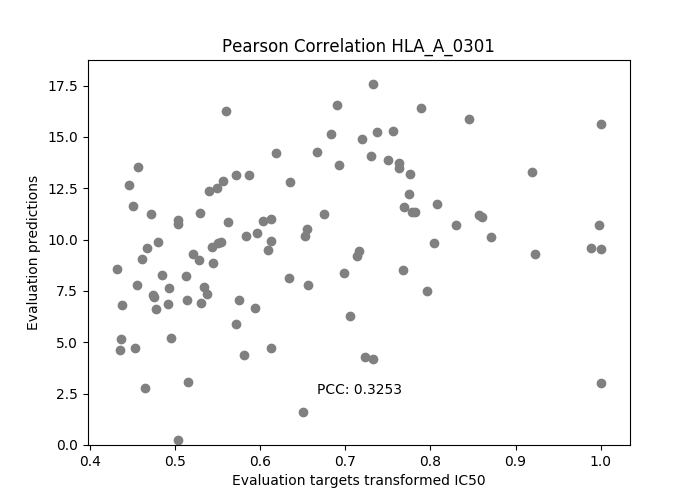 Pearson Correlation HLA_A_0301
17.5
15.0
12.5
10.0
7.5
5.0
2.5
0.0
Evaluation predictions
PCC: 0.3253
0.4 0.5 0.6 0.7 0.8 0.9 1.0
Evaluation targets transformed IC50